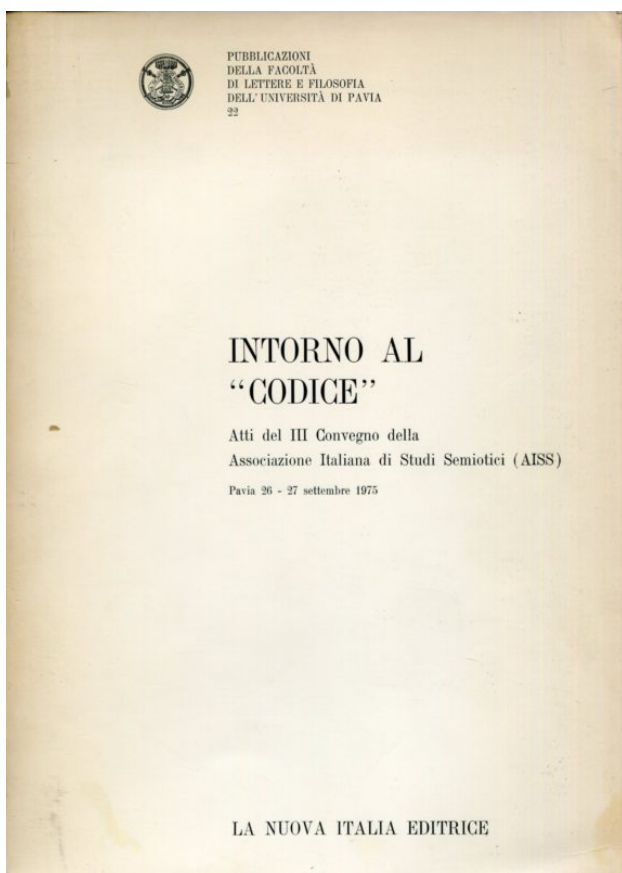 PUBBLICAZIONI
DELLA FACOLTÀ
DI LETTERE E FILOSOFIA
DELL'UNIVERSITÀ DI PAVIA
22
INTORNO AL
“CODICE”
Atti del III Convegno della
Associazione Italiana di Studi Semiotici (AISS)
Pavia 26 - 27 settembre 1975
LA NUOVA ITALIA EDITRICE